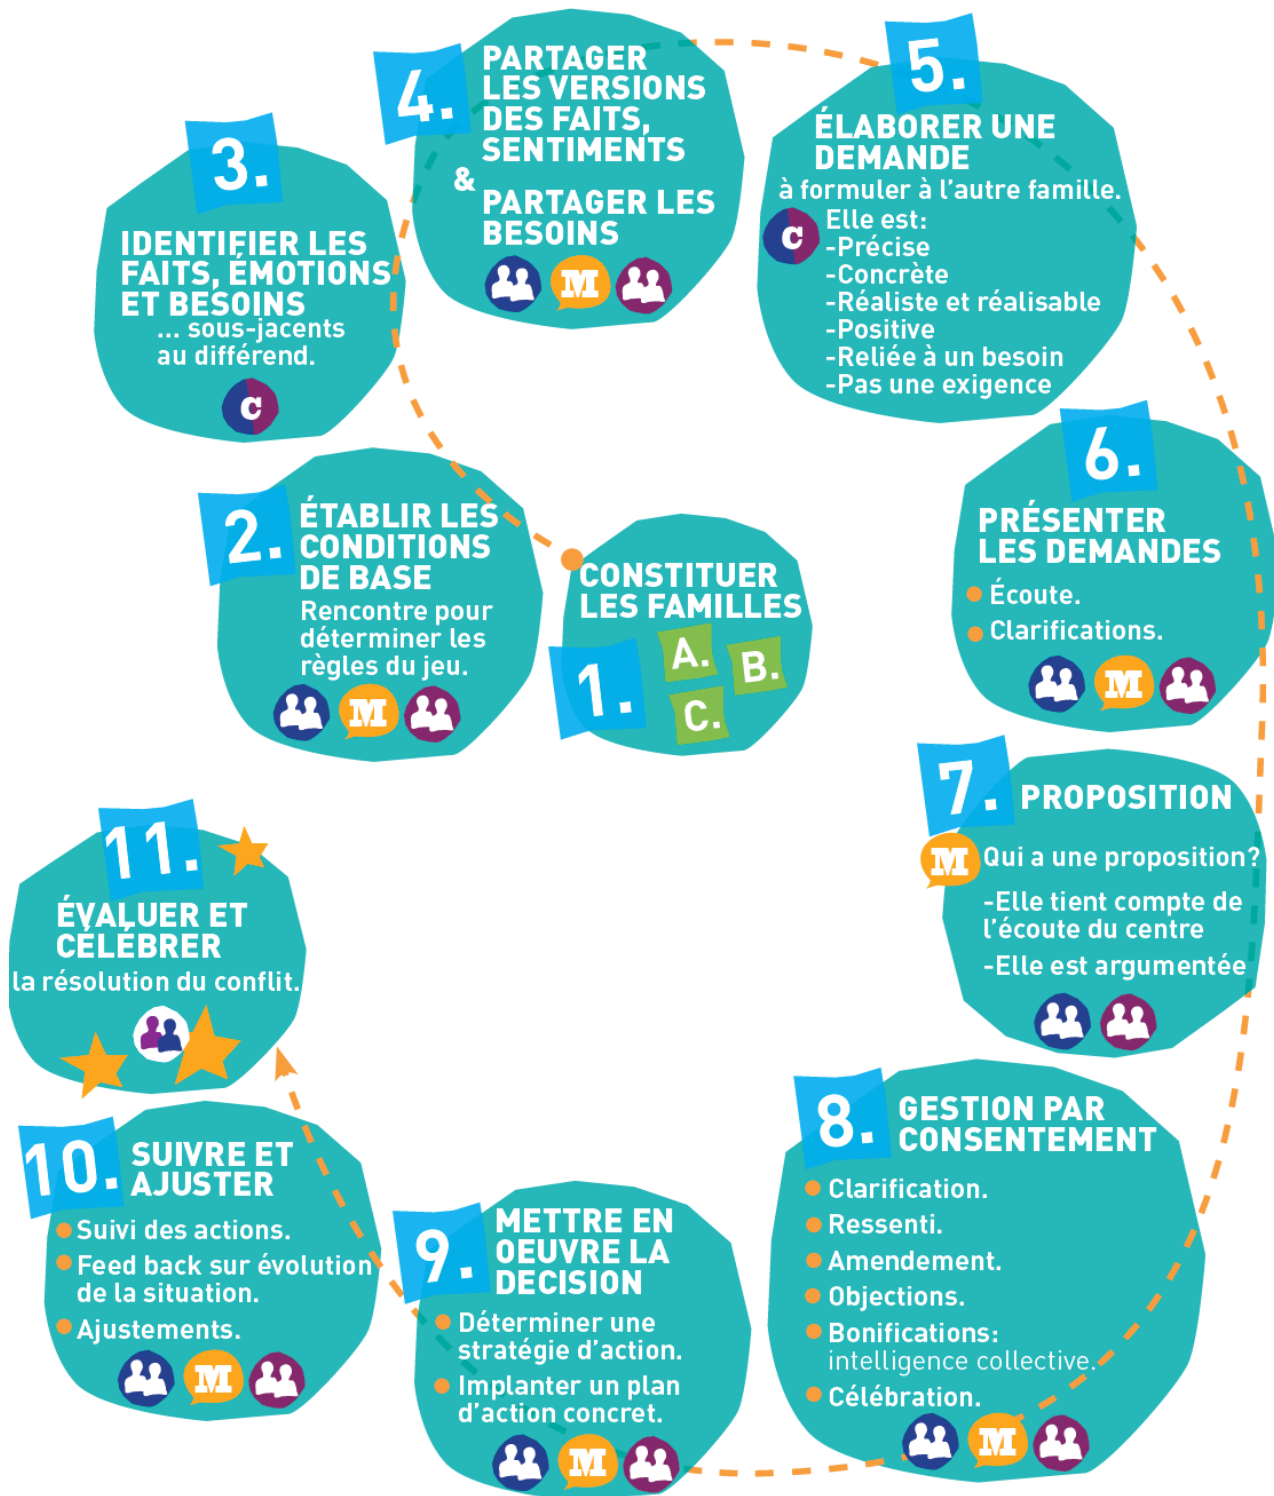 1.
CONSTITUER
LES FAMILLES
A.
B.
C.
2.
ÉTABLIR LES
CONDITIONS
DE BASE
Rencontre pour
déterminer les
règles du jeu.
M
3.
IDENTIFIER LES
FAITS, ÉMOTIONS
ET BESOINS
... sous-jacents
au différend.
C
4.
PARTAGER
LES VERSIONS
DES FAITS,
SENTIMENTS
&
PARTAGER LES
BESOINS
M
5.
ÉLABORER UNE
DEMANDE
à formuler à l'autre famille.
C
Elle est:
-Précise
-Concrète
-Réaliste et réalisable
-Positive
-Reliée à un besoin
-Pas une exigence
6.
PRÉSENTER
LES DEMANDES
Écoute.
Clarifications.
M
7.
PROPOSITION
M
Qui a une proposition?
-Elle tient compte de
l'écoute du centre
-Elle est argumentée
8.
GESTION PAR
CONSENTEMENT
Clarification.
Ressenti.
Amendement.
Objections.
Bonifications:
intelligence collective.
Célébration.
M
9.
METTRE EN
OEUVRE LA
DECISION
Déterminer une
stratégie d'action.
Implanter un plan
d'action concret.
M
10.
SUIVRE ET
AJUSTER
Suivi des actions.
Feed back sur évolution
de la situation.
Ajustements.
M
11.
ÉVALUER ET
CÉLÉBRER
la résolution du conflit.